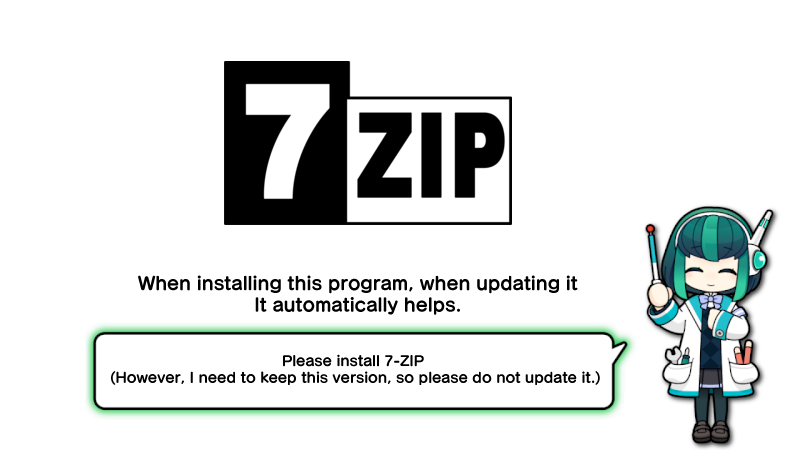 7 ZIP
When installing this program, when updating it
It automatically helps.
Please install 7-ZIP
(However, I need to keep this version, so please do not update it.)